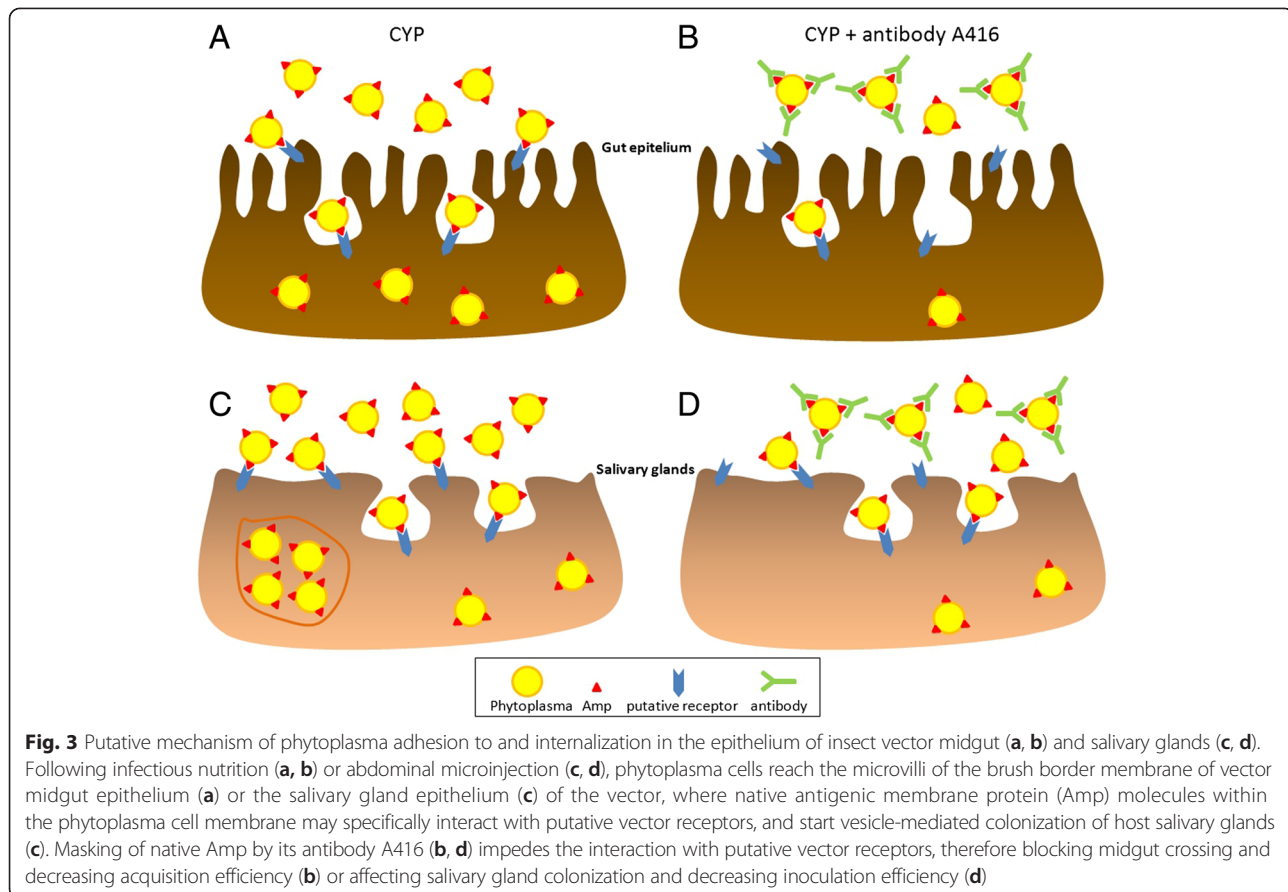 A
CYP
B
CYP + antibody A416
Gut epitelium
C
D
Salivary glands
Phytoplasma Amp putative receptor antibody
Fig. 3 Putative mechanism of phytoplasma adhesion to and internalization in the epithelium of insect vector midgut (a, b) and salivary glands (c, d).
Following infectious nutrition (a, b) or abdominal microinjection (c, d), phytoplasma cells reach the microvilli of the brush border membrane of vector
midgut epithelium (a) or the salivary gland epithelium (c) of the vector, where native antigenic membrane protein (Amp) molecules within
the phytoplasma cell membrane may specifically interact with putative vector receptors, and start vesicle-mediated colonization of host salivary glands
(c). Masking of native Amp by its antibody A416 (b, d) impedes the interaction with putative vector receptors, therefore blocking midgut crossing and
decreasing acquisition efficiency (b) or affecting salivary gland colonization and decreasing inoculation efficiency (d)